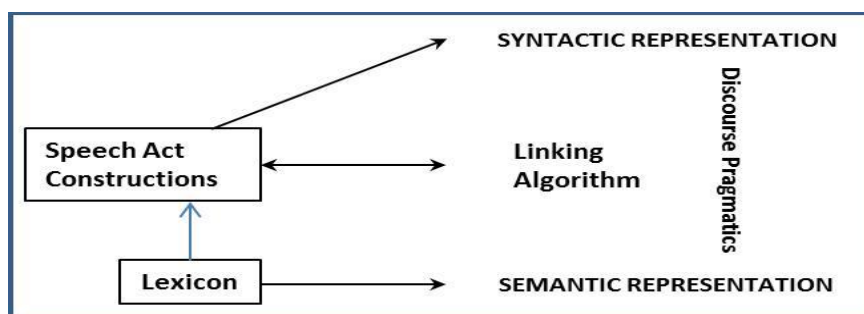 SYNTACTIC REPRESENTATION
Speech Act
Constructions
Linking
Algorithm
Discourse Pragmatics
Lexicon
SEMANTIC REPRESENTATION